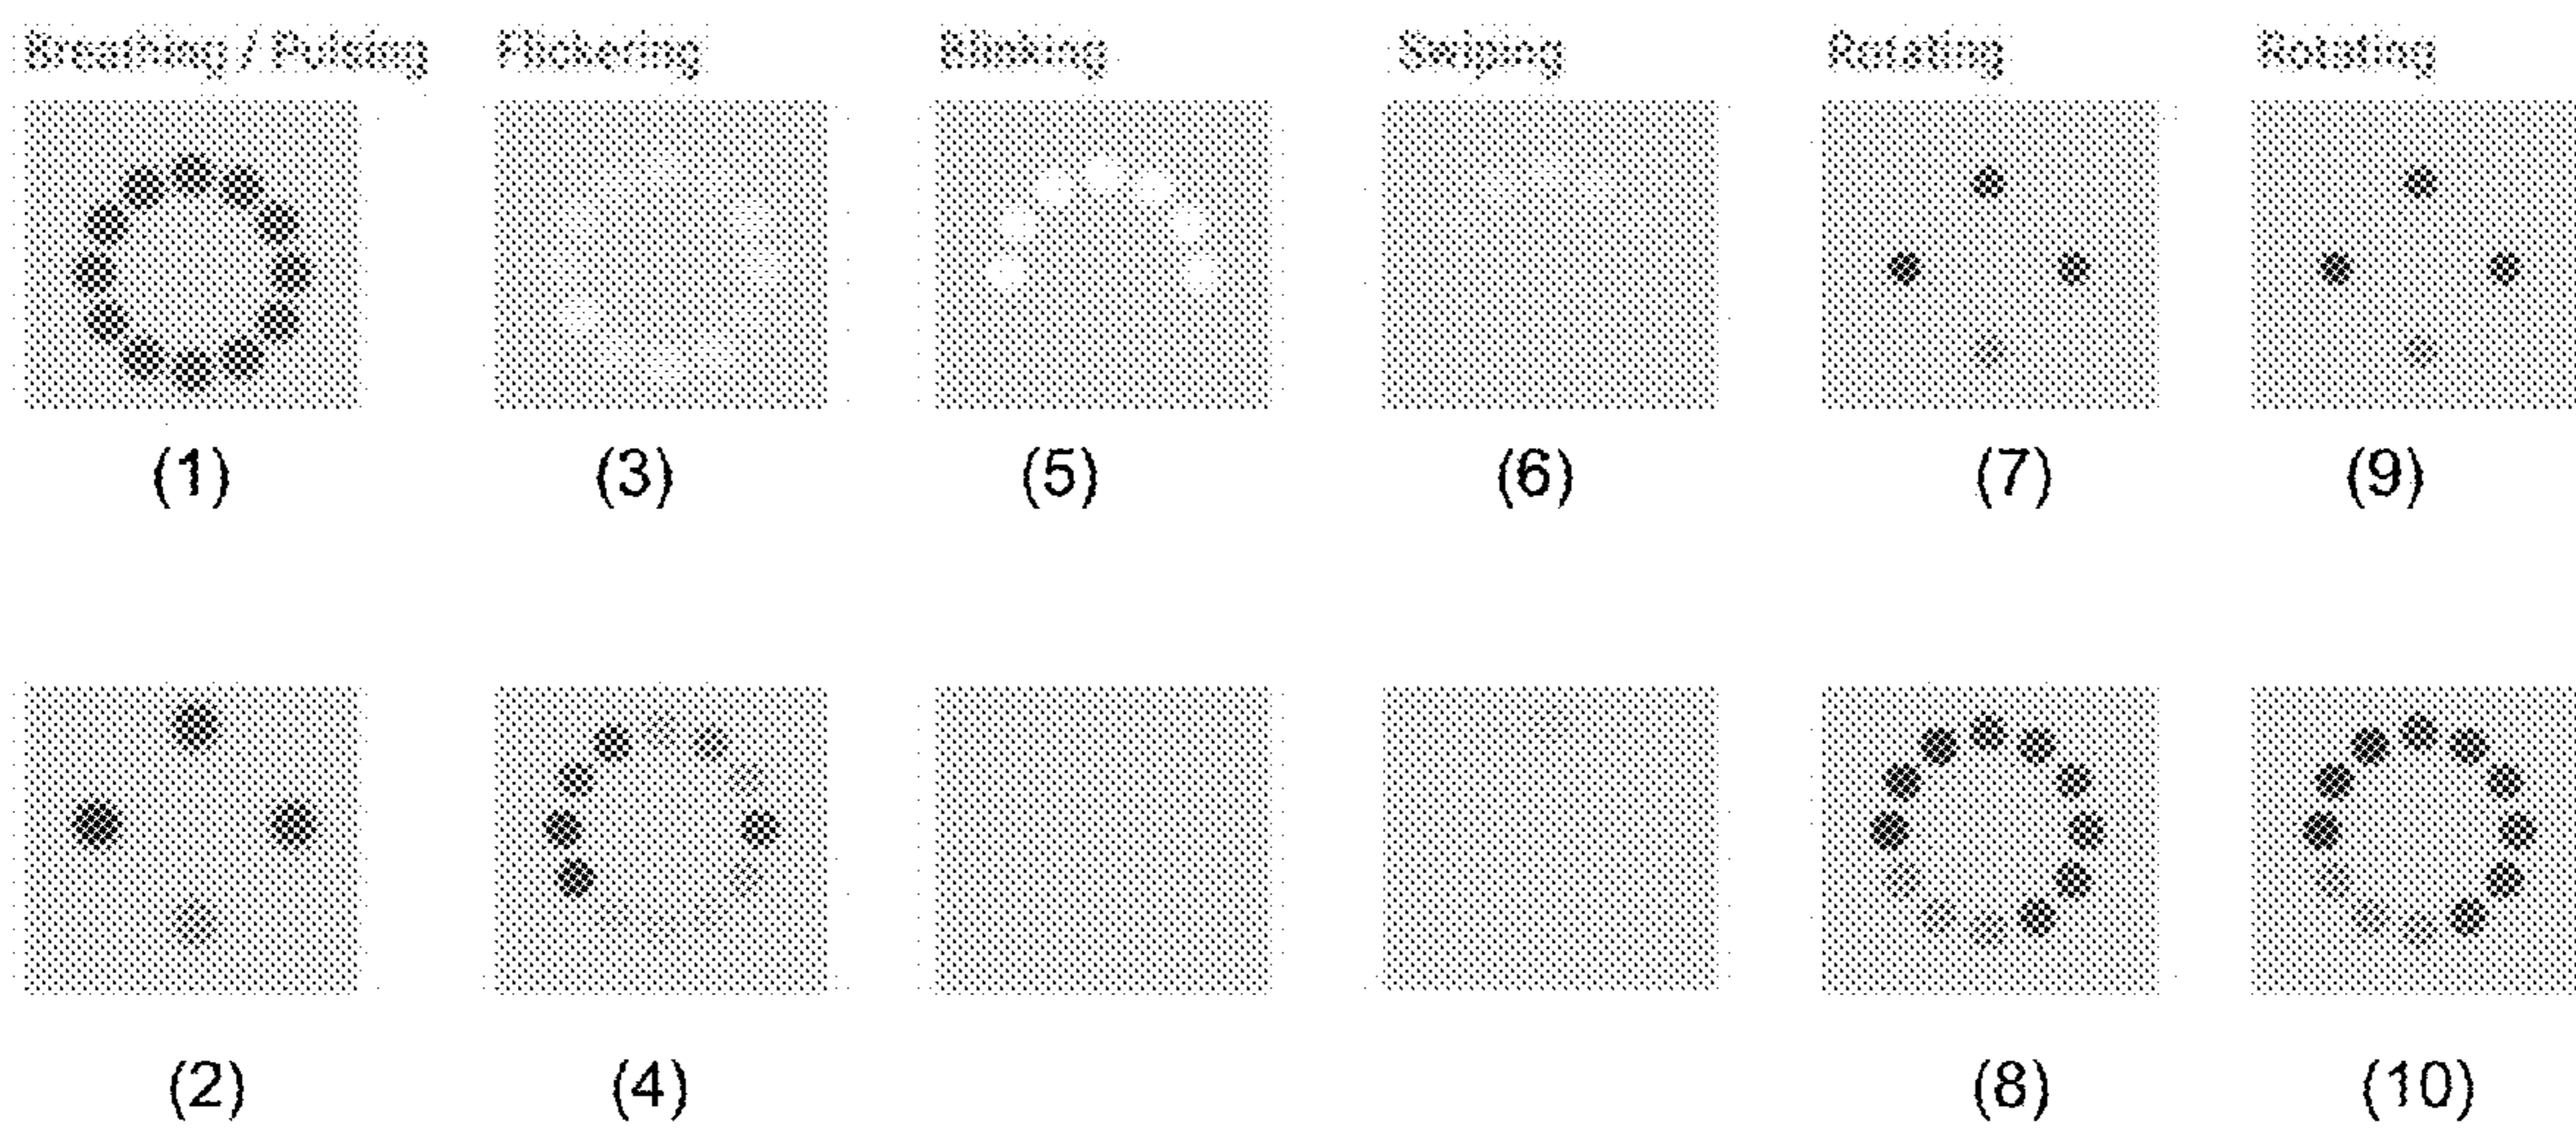 Breathing / Pulsing Flickering Blinking Swiping Rotating Rotating
(1) (3) (5) (6) (7) (9)
(2) (4) (8) (10)